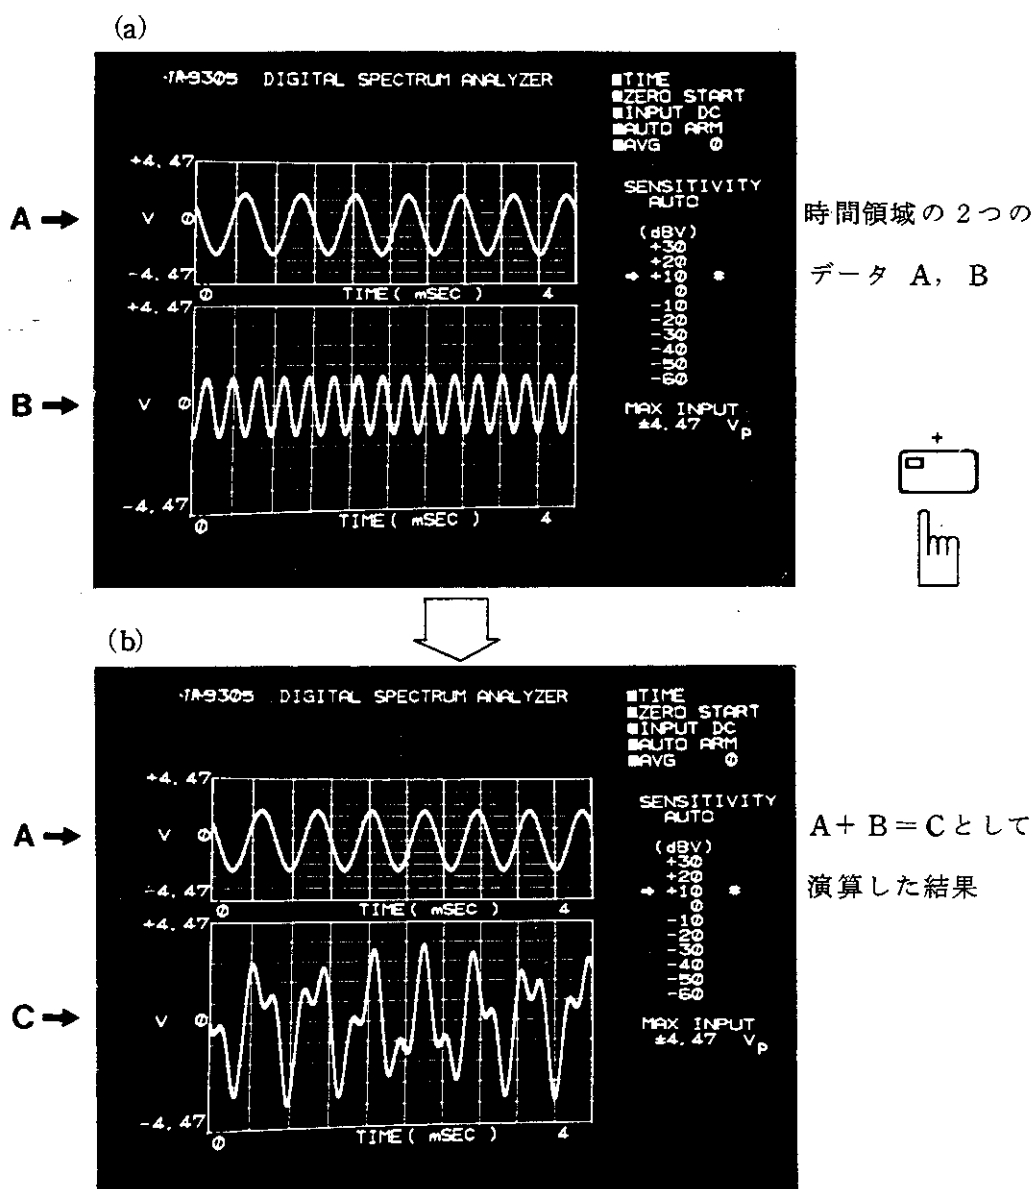 (a)
TR9305 DIGITAL SPECTRUM ANALYZER
■TIME
■ZERO START
■INPUT DC
■AUTO ARM
■AVG 0
+4.47
A → V 0
-4.47
0 TIME ( mSEC ) 4
+4.47
B → V 0
-4.47
0 TIME ( mSEC ) 4
SENSITIVITY
AUTO
(dBV)
+30
+20
→ +10 *
0
-10
-20
-30
-40
-50
-60
MAX INPUT
±4.47 Vp
時間領域の2つの
データ A, B
+
(b)
TR9305 DIGITAL SPECTRUM ANALYZER
■TIME
■ZERO START
■INPUT DC
■AUTO ARM
■AVG 0
+4.47
A → V 0
-4.47
0 TIME ( mSEC ) 4
+4.47
C → V 0
-4.47
0 TIME ( mSEC ) 4
SENSITIVITY
AUTO
(dBV)
+30
+20
→ +10 *
0
-10
-20
-30
-40
-50
-60
MAX INPUT
±4.47 Vp
A+B=Cとして
演算した結果